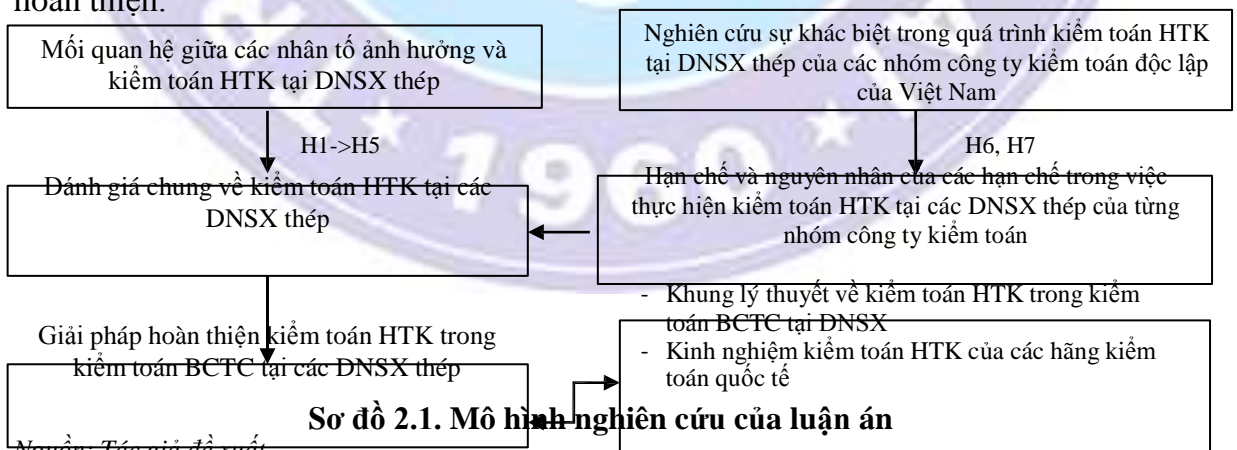 hoàn thiện.
Mối quan hệ giữa các nhân tố ảnh hưởng và
kiểm toán HTK tại DNSX thép
Nghiên cứu sự khác biệt trong quá trình kiểm toán HTK
tại DNSX thép của các nhóm công ty kiểm toán độc lập
của Việt Nam
H1->H5
H6, H7
Đánh giá chung về kiểm toán HTK tại các
DNSX thép
Hạn chế và nguyên nhân của các hạn chế trong việc
thực hiện kiểm toán HTK tại các DNSX thép của từng
nhóm công ty kiểm toán
Giải pháp hoàn thiện kiểm toán HTK trong
kiểm toán BCTC tại các DNSX thép
- Khung lý thuyết về kiểm toán HTK trong kiểm
toán BCTC tại DNSX
- Kinh nghiệm kiểm toán HTK của các hãng kiểm
toán quốc tế
Sơ đồ 2.1. Mô hình nghiên cứu của luận án
Nguồn: Tác giả đề xuất
1960